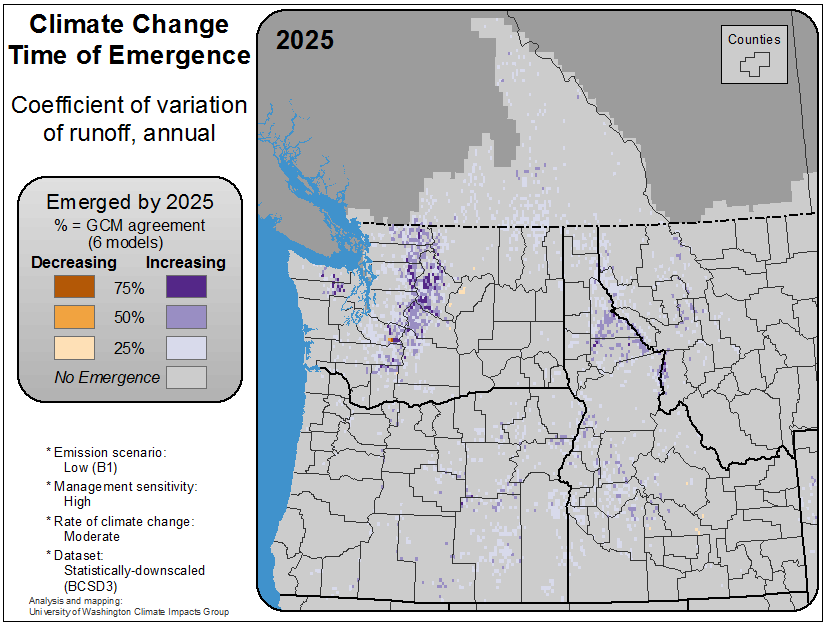 Climate Change
Time of Emergence
Coefficient of variation
of runoff, annual
Emerged by 2025
% = GCM agreement
(6 models)
Decreasing Increasing
75%
50%
25%
No Emergence
* Emission scenario:
Low (B1)
* Management sensitivity:
High
* Rate of climate change:
Moderate
* Dataset:
Statistically-downscaled
(BCSD3)
Analysis and mapping:
University of Washington Climate Impacts Group
2025
Counties